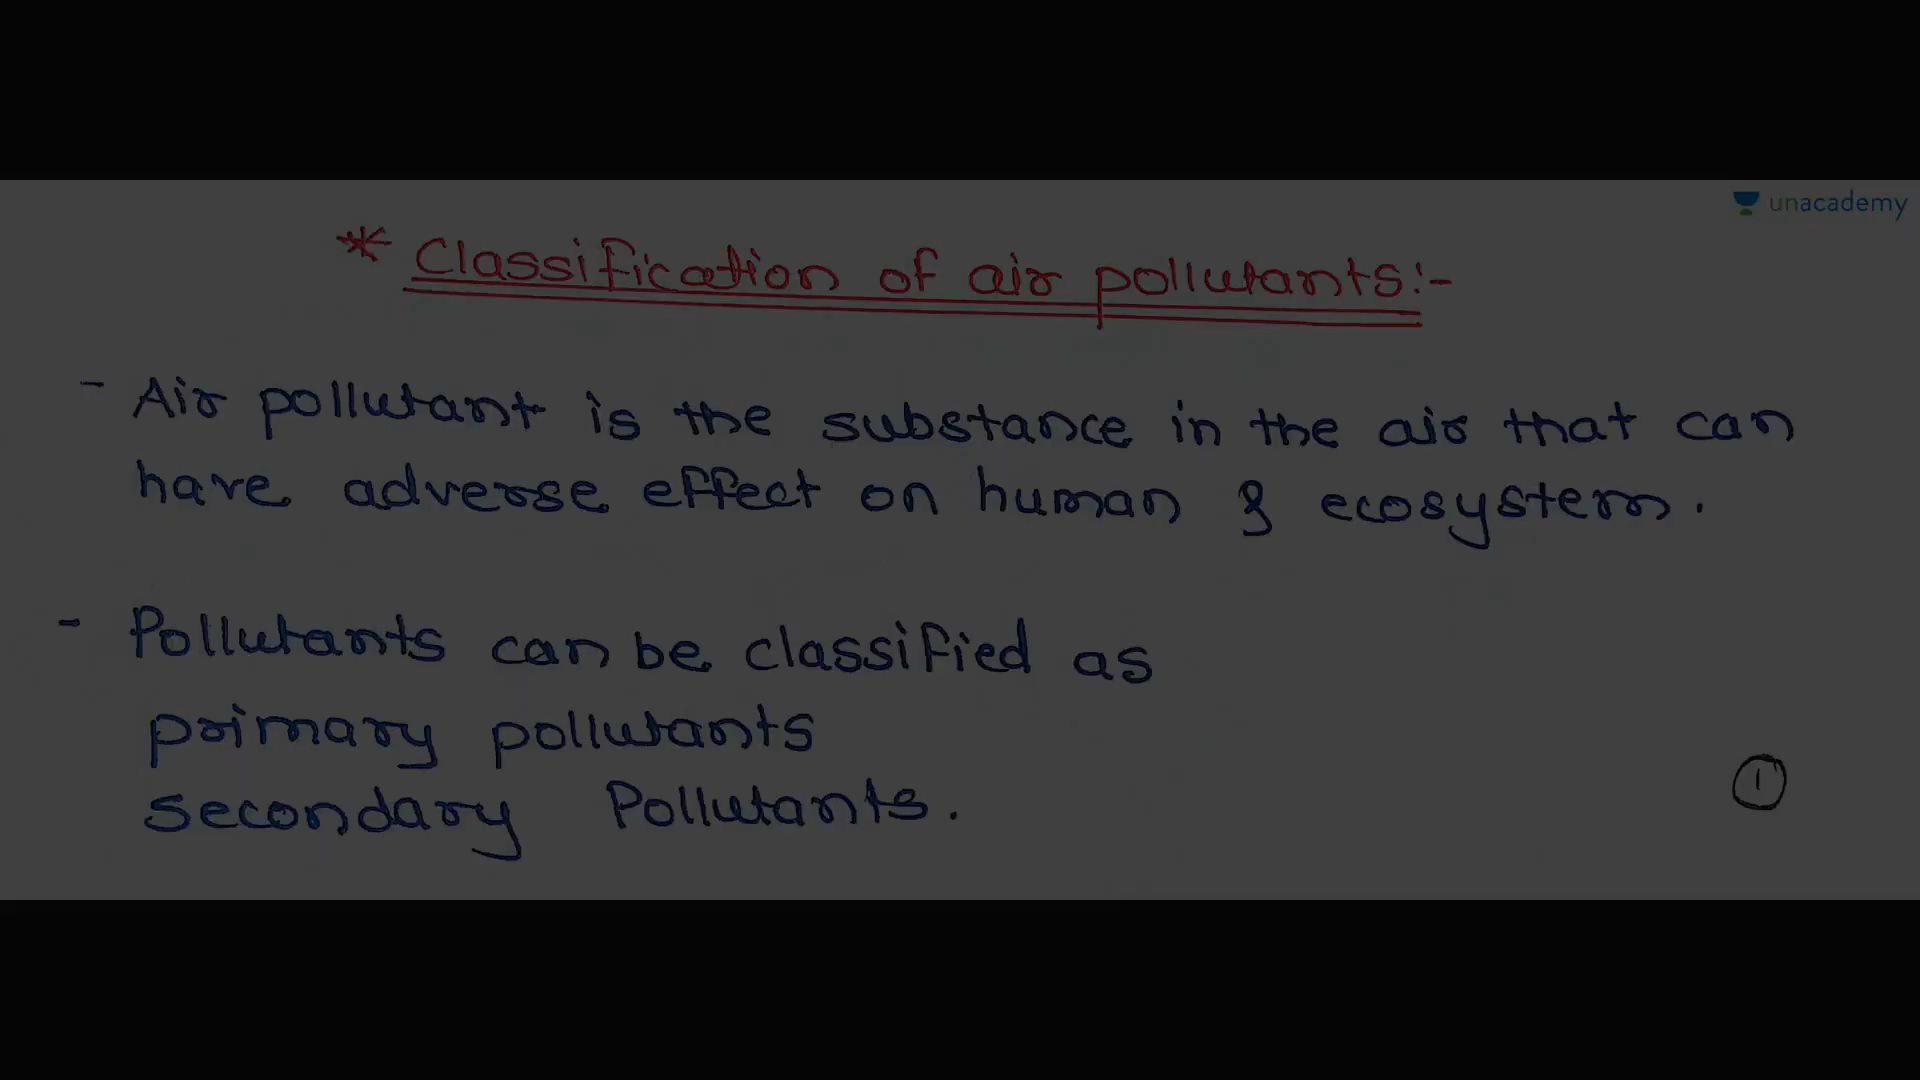 unacademy
* Classification of air pollutants:-
- Air pollutant is the substance in the air that can
have adverse effect on human & ecosystem.
- Pollutants can be classified as
primary pollutants
secondary Pollutants.
1